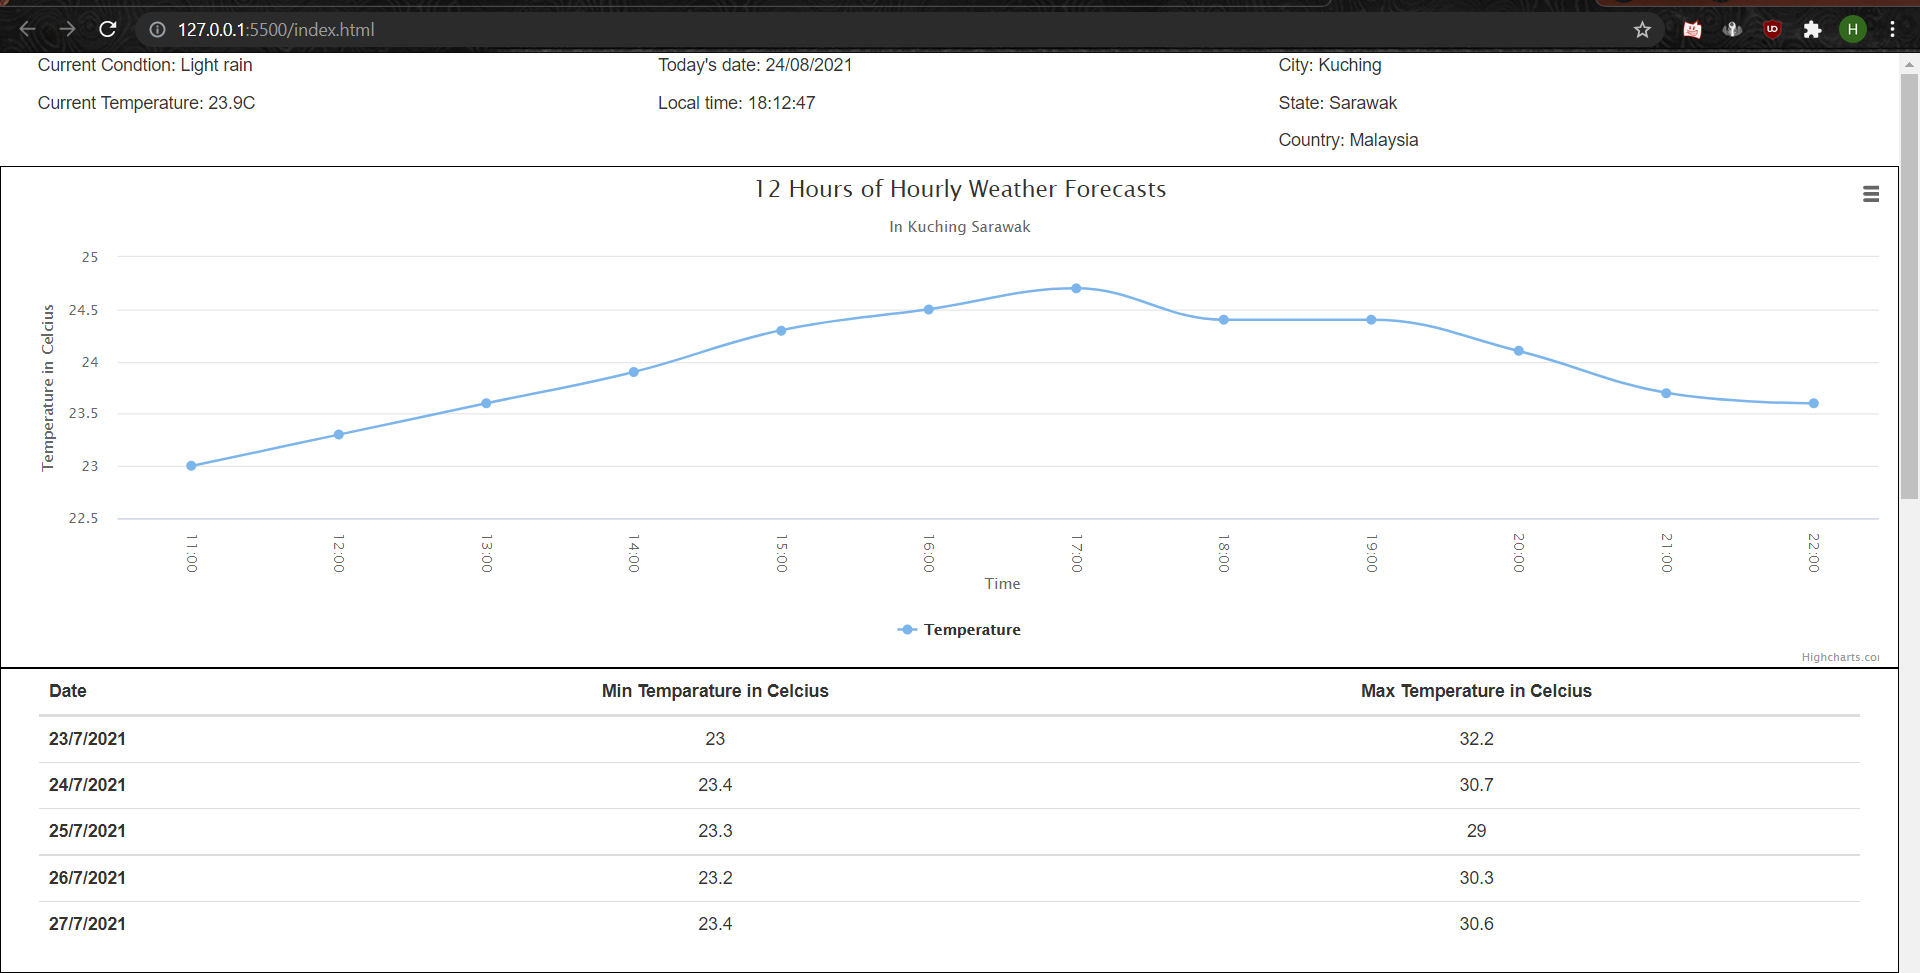 127.0.0.1:5500/index.html
H
Current Condtion: Light rain
Today's date: 24/08/2021
City: Kuching
Current Temperature: 23.9C
Local time: 18:12:47
State: Sarawak
Country: Malaysia
12 Hours of Hourly Weather Forecasts
In Kuching Sarawak
Temperature in Celcius
25
24.5
24
23.5
23
22.5
11:00
12:00
13:00
14:00
15:00
16:00
17:00
18:00
19:00
20:00
21:00
22:00
Time
Temperature
Highcharts.co
Date Min Temparature in Celcius Max Temperature in Celcius
23/7/2021 23 32.2
24/7/2021 23.4 30.7
25/7/2021 23.3 29
26/7/2021 23.2 30.3
27/7/2021 23.4 30.6